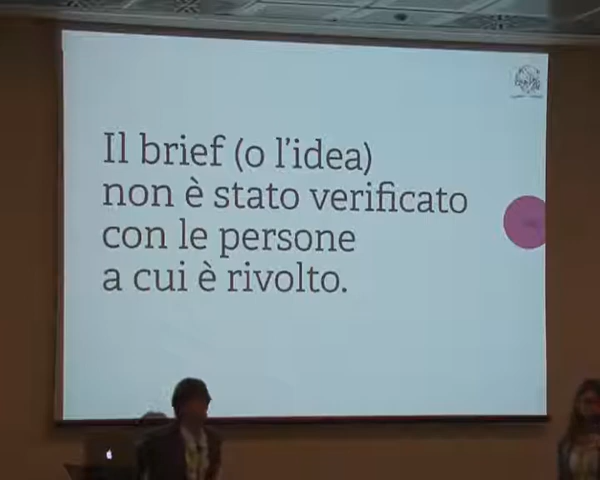 Il brief (o l'idea)
non è stato verificato
con le persone
a cui è rivolto.